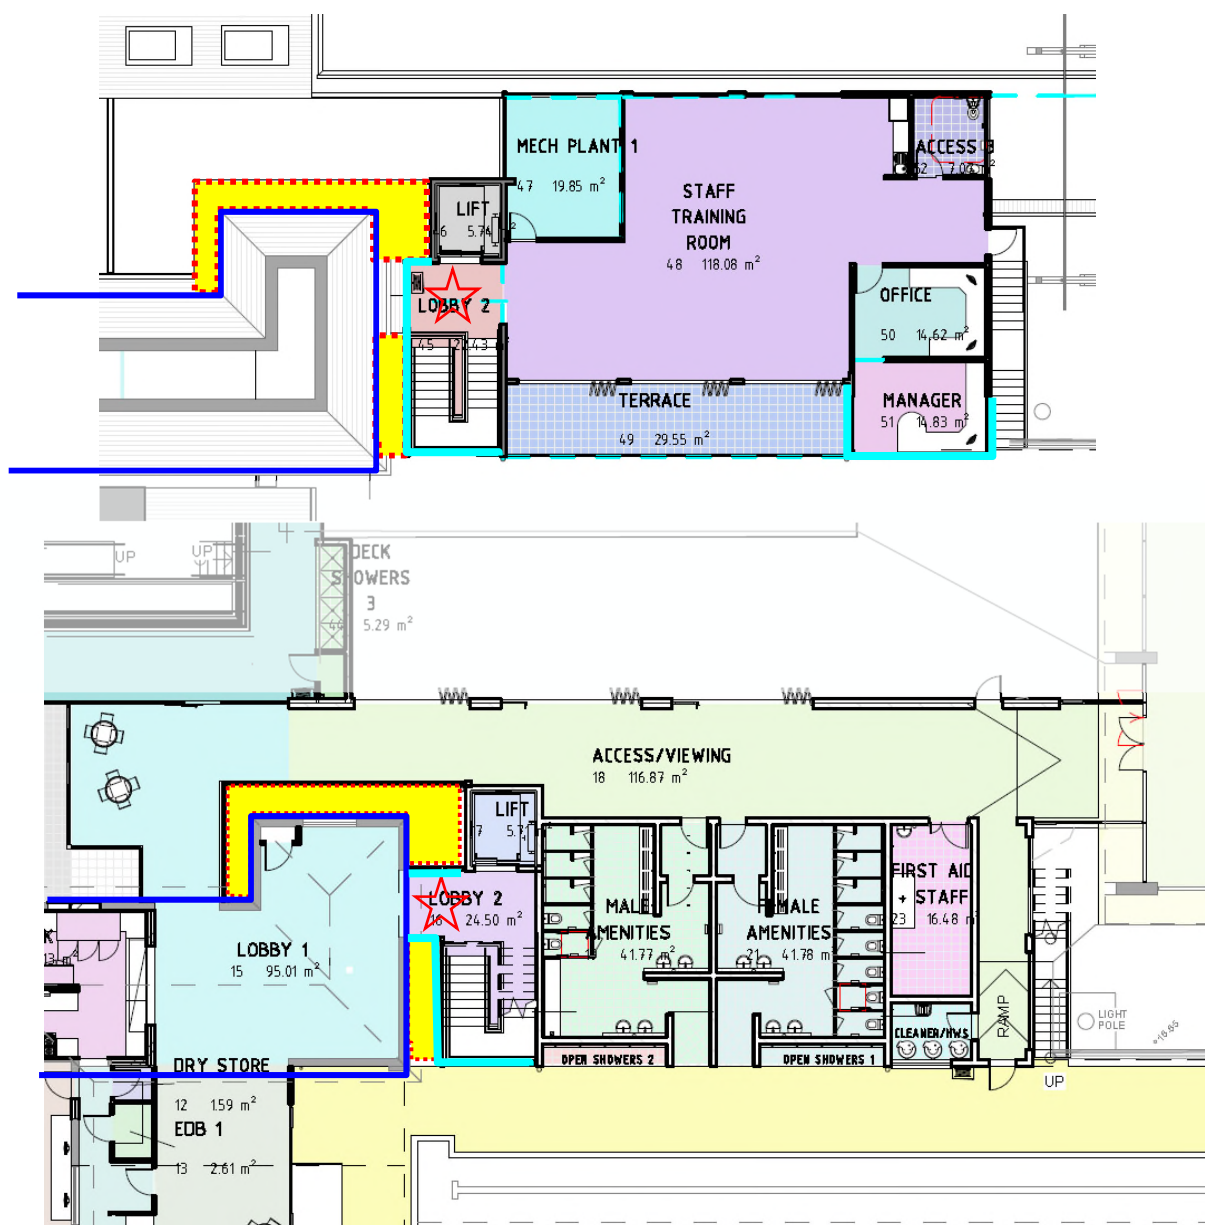 MECH PLANT 1
47 19.85 m²
ACCESS
7.03 m²
STAFF
TRAINING
ROOM
48 118.08 m²
LIFT
LOBBY 2
OFFICE
50 14.62 m²
TERRACE
49 29.55 m²
MANAGER
51 14.83 m²
UP
UP
DECK
SHOWERS
3
44 5.29 m²
ACCESS/VIEWING
18 116.87 m²
LIFT
LOBBY 2
24.50 m²
FIRST AID
+ STAFF
23 16.48 m²
MALE
AMENITIES
41.77 m²
FEMALE
AMENITIES
21 41.78 m²
LOBBY 1
15 95.01 m²
RAMP
LIGHT
POLE
CLEANER/HWS
OPEN SHOWERS 2
OPEN SHOWERS 1
UP
DRY STORE
12 1.59 m²
EDB 1
13 2.61 m²